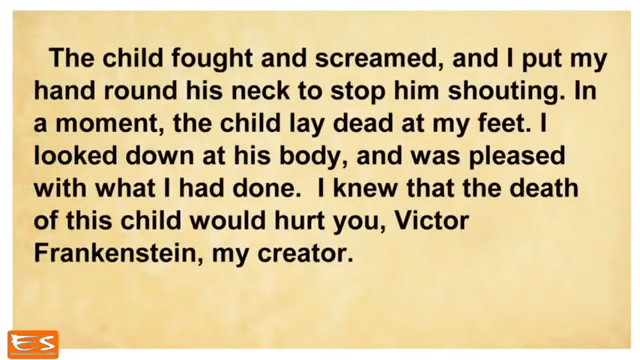 The child fought and screamed, and I put my
hand round his neck to stop him shouting. In
a moment, the child lay dead at my feet. I
looked down at his body, and was pleased
with what I had done. I knew that the death
of this child would hurt you, Victor
Frankenstein, my creator.
ES